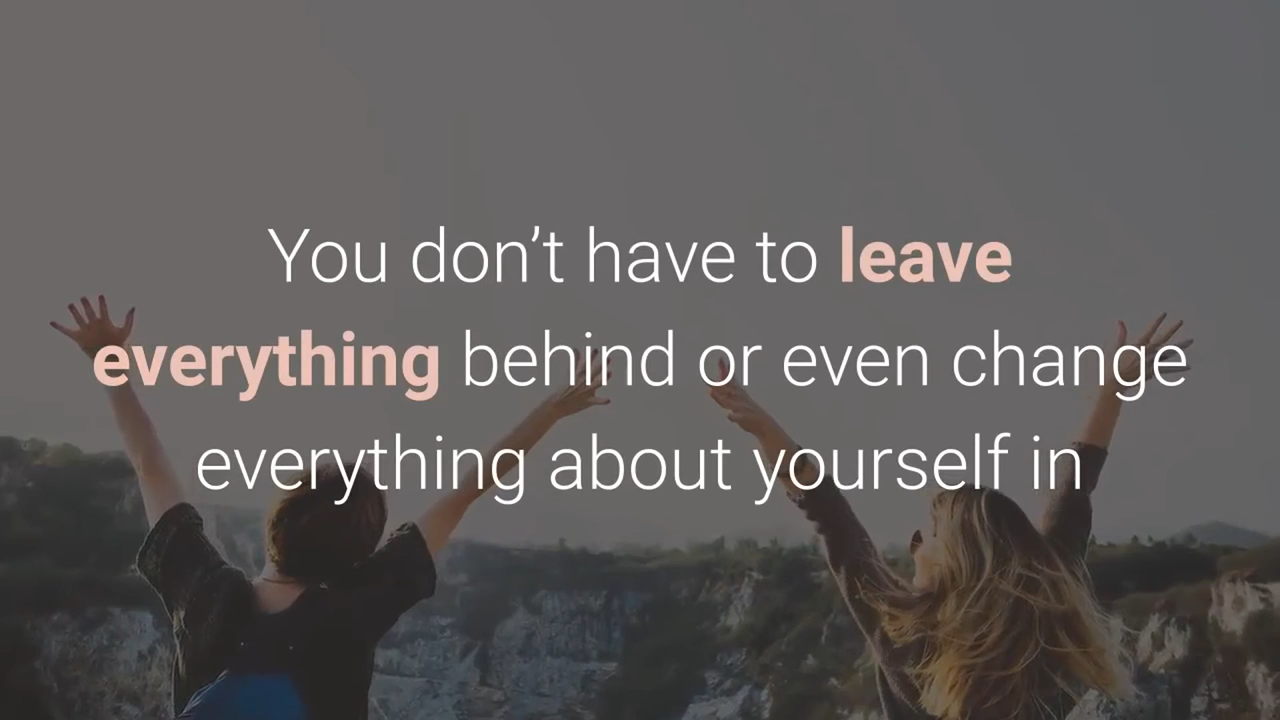 You don’t have to leave
everything behind or even change
everything about yourself in